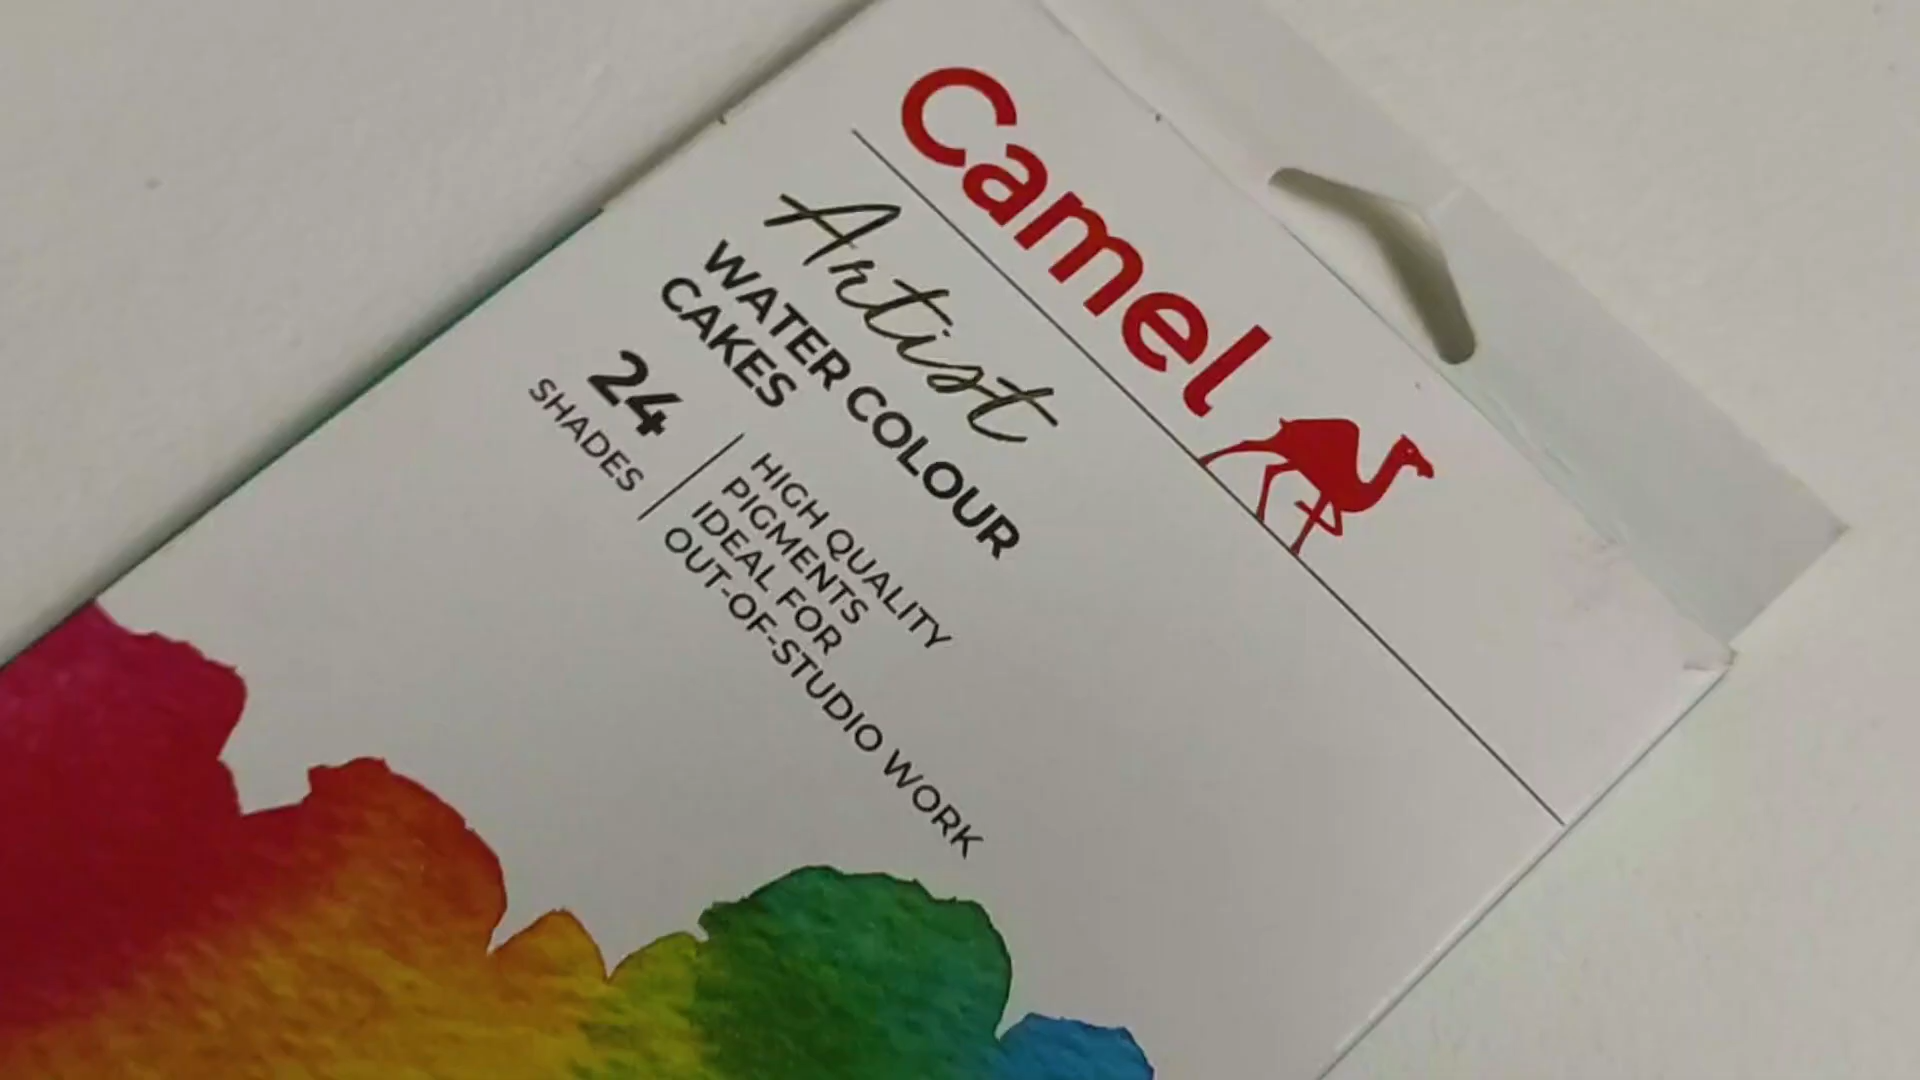 Camel
Artist
WATER COLOUR
CAKES
24
SHADES
HIGH QUALITY
PIGMENTS
IDEAL FOR
OUT-OF-STUDIO WORK